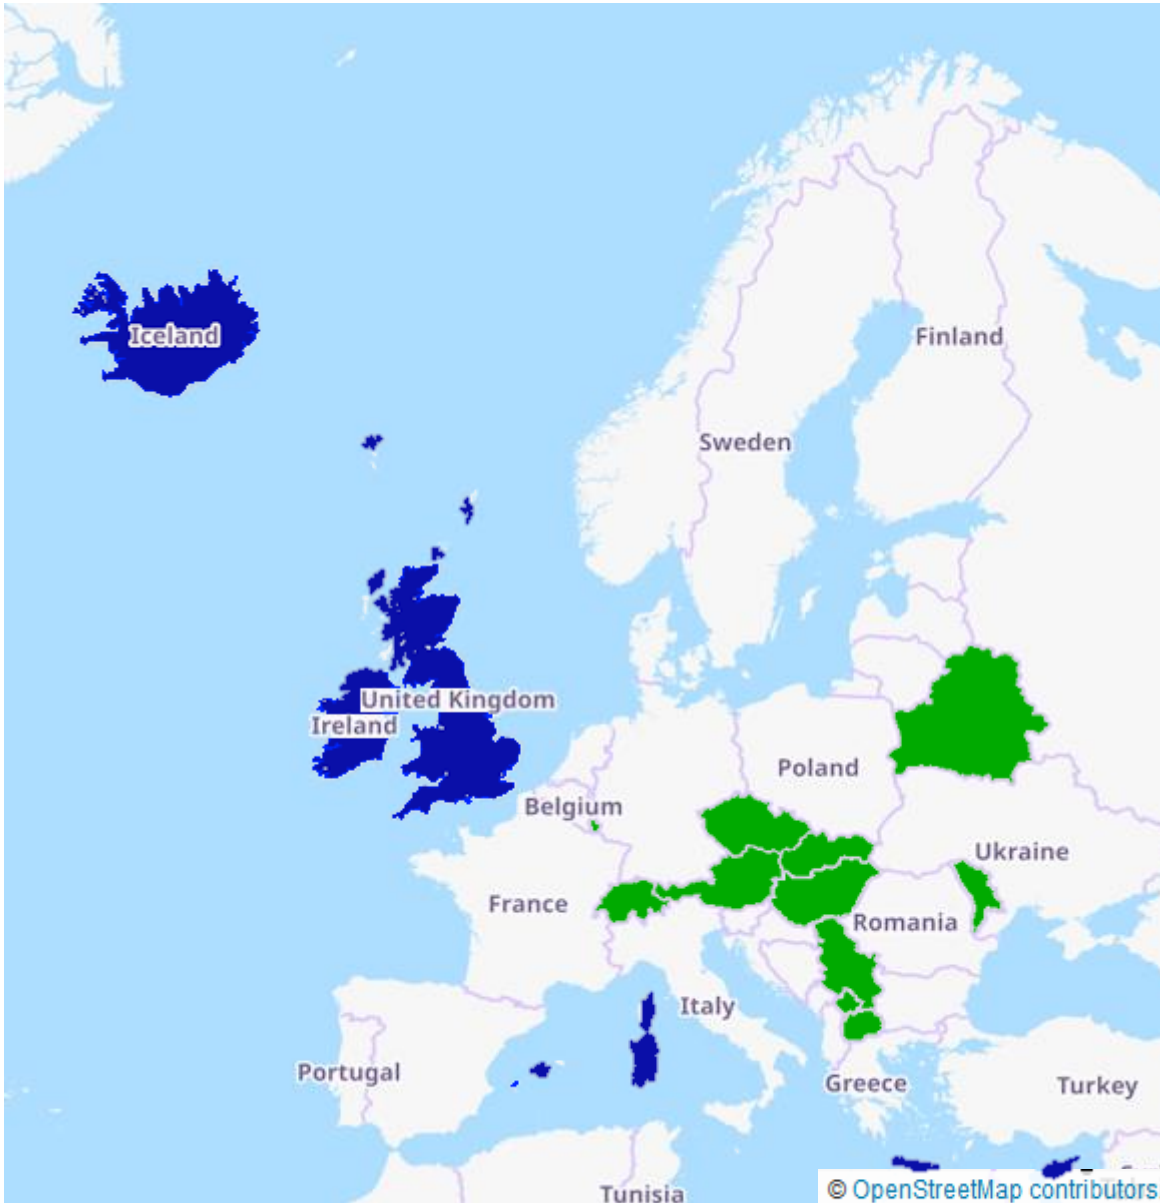 Iceland
Finland
Sweden
United Kingdom
Ireland
Poland
Belgium
Ukraine
France
Romania
Italy
Portugal
Greece
Turkey
Tunisia
© OpenStreetMap contributors